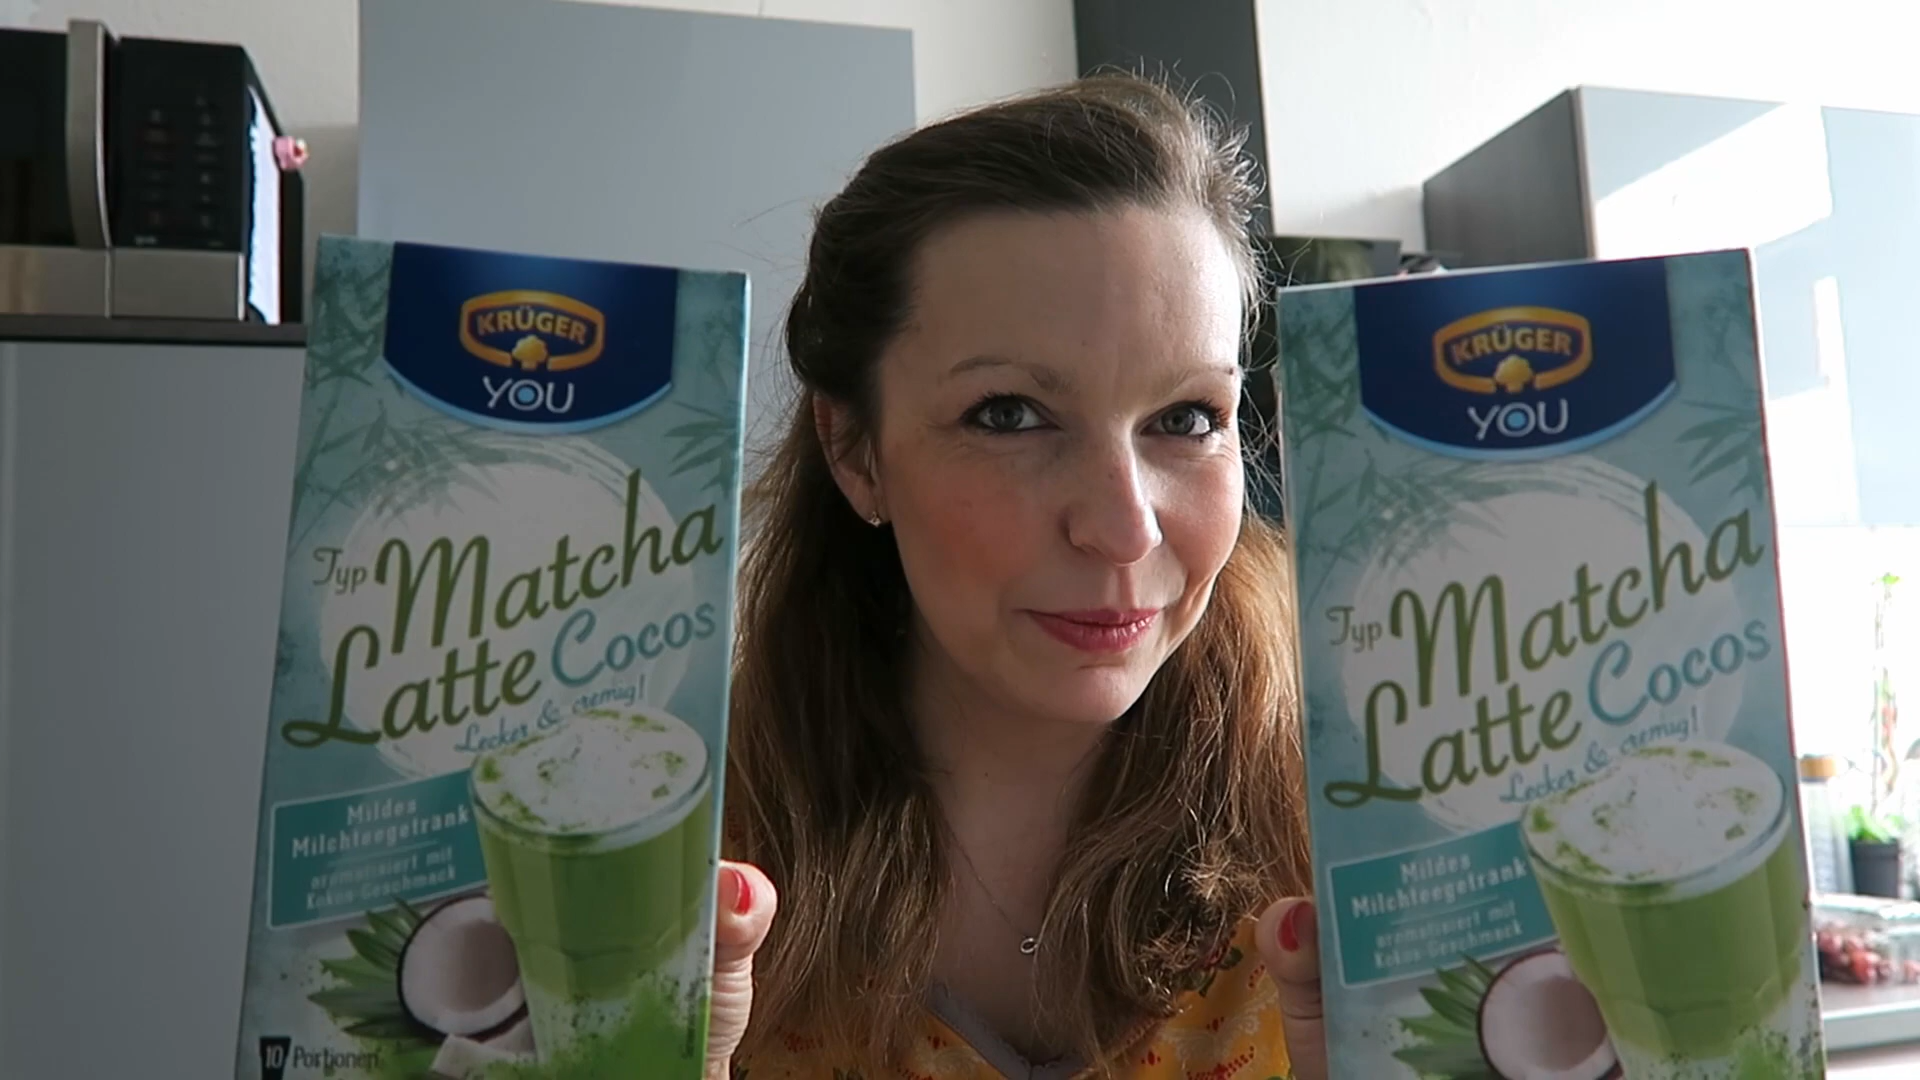 KRÜGER
YOU
Typ Matcha
Latte Cocos
Lecker & cremig!
Mildes
Milchteegetränk
aromatisiert mit
Kokos-Geschmack
10 Portionen
KRÜGER
YOU
Typ Matcha
Latte Cocos
Lecker & cremig!
Mildes
Milchteegetränk
aromatisiert mit
Kokos-Geschmack